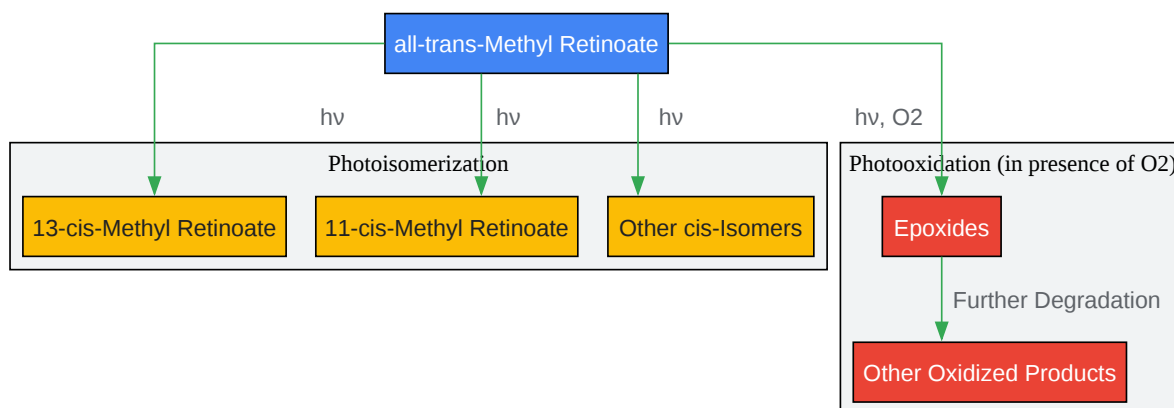 all-trans-Methyl Retinoate
hν
hν
hν
hν, O2
Photoisomerization
Photooxidation (in presence of O2)
13-cis-Methyl Retinoate
11-cis-Methyl Retinoate
Other cis-Isomers
Epoxides
Further Degradation
Other Oxidized Products